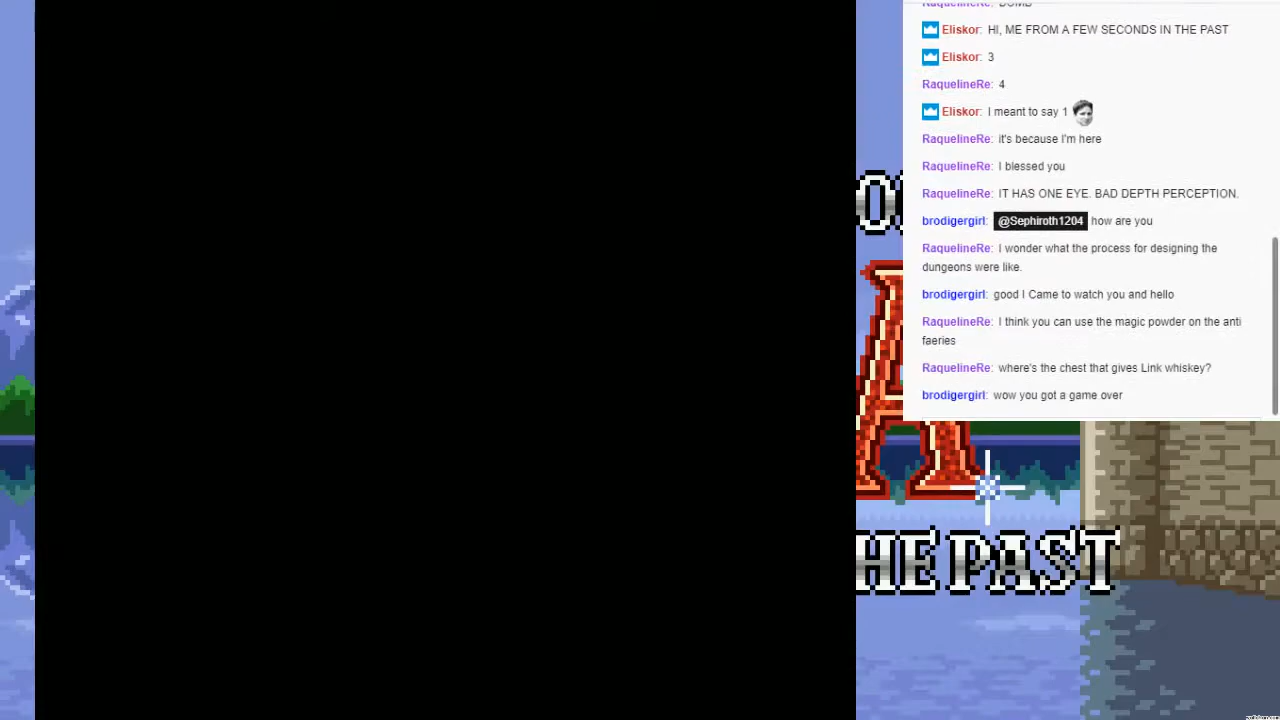 RaquelineRe: BOMB
Eliskor: HI, ME FROM A FEW SECONDS IN THE PAST
Eliskor: 3
RaquelineRe: 4
Eliskor: I meant to say 1
RaquelineRe: it's because I'm here
RaquelineRe: I blessed you
RaquelineRe: IT HAS ONE EYE. BAD DEPTH PERCEPTION.
brodigergirl: @Sephiroth1204 how are you
RaquelineRe: I wonder what the process for designing the
dungeons were like.
brodigergirl: good I Came to watch you and hello
RaquelineRe: I think you can use the magic powder on the anti
faeries
RaquelineRe: where's the chest that gives Link whiskey?
brodigergirl: wow you got a game over
A
HE PAST